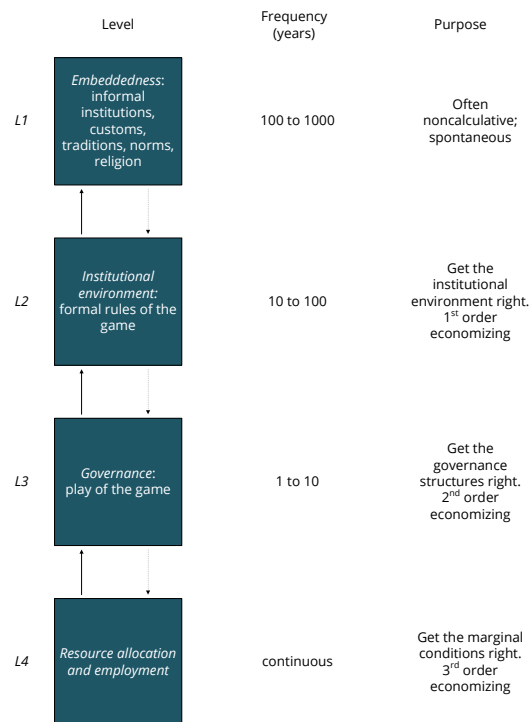 Level
Frequency
(years)
Purpose
L1
Embeddedness:
informal
institutions,
customs,
traditions, norms,
religion
100 to 1000
Often
noncalculative;
spontaneous
L2
Institutional
environment:
formal rules of the
game
10 to 100
Get the
institutional
environment right.
1st order
economizing
L3
Governance:
play of the game
1 to 10
Get the
governance
structures right.
2nd order
economizing
L4
Resource allocation
and employment
continuous
Get the marginal
conditions right.
3rd order
economizing